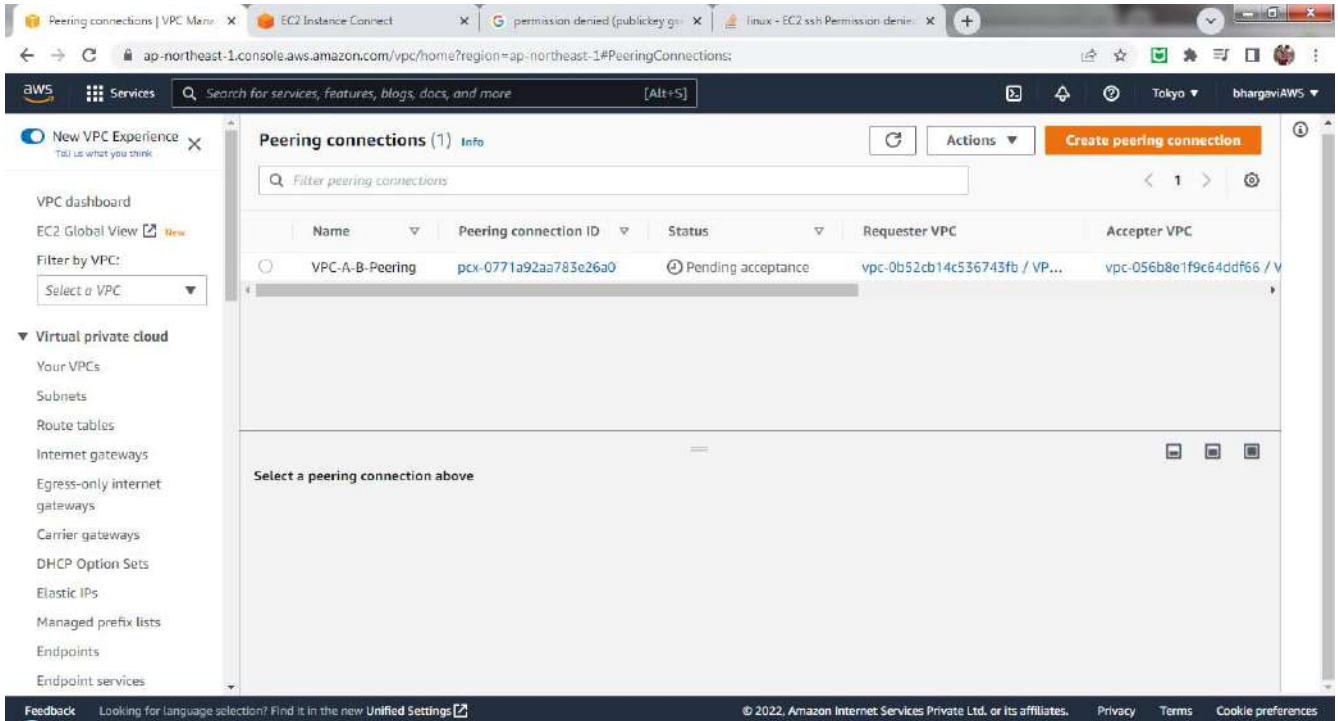 Peering connections | VPC Mana
EC2 Instance Connect
permission denied (publickey gs
linux - EC2 ssh Permission denie
ap-northeast-1.console.aws.amazon.com/vpc/home?region=ap-northeast-1#PeeringConnections:
aws
Services
Search for services, features, blogs, docs, and more
[Alt+S]
Tokyo
bhargaviAWS
New VPC Experience
Tell us what you think
VPC dashboard
EC2 Global View New
Filter by VPC:
Select a VPC
Virtual private cloud
Your VPCs
Subnets
Route tables
Internet gateways
Egress-only internet
gateways
Carrier gateways
DHCP Option Sets
Elastic IPs
Managed prefix lists
Endpoints
Endpoint services
Peering connections (1) Info
Actions
Create peering connection
Filter peering connections
1
Name Peering connection ID Status Requester VPC Accepter VPC
VPC-A-B-Peering pcx-0771a92aa783e26a0 Pending acceptance vpc-0b52cb14c536743fb / VP... vpc-056b8e1f9c64ddf66 / V
Select a peering connection above
Feedback Looking for language selection? Find it in the new Unified Settings © 2022, Amazon Internet Services Private Ltd. or its affiliates. Privacy Terms Cookie preferences